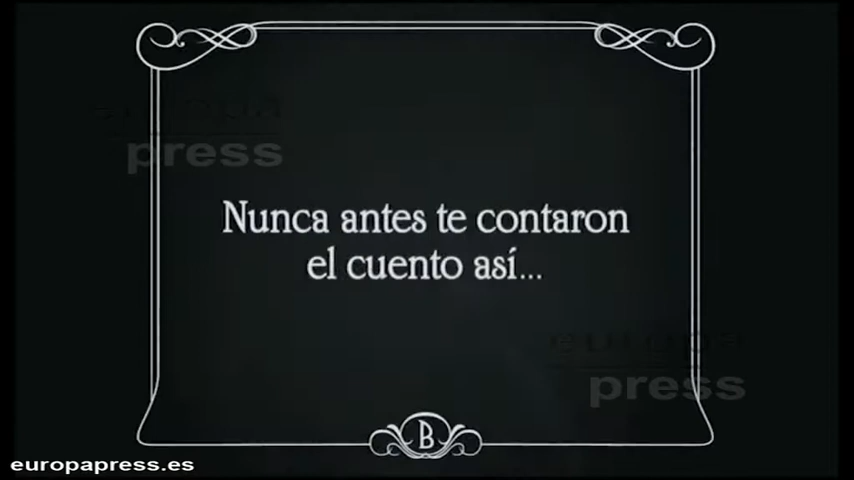 europa
press
Nunca antes te contaron
el cuento así...
europa
press
B
europapress.es